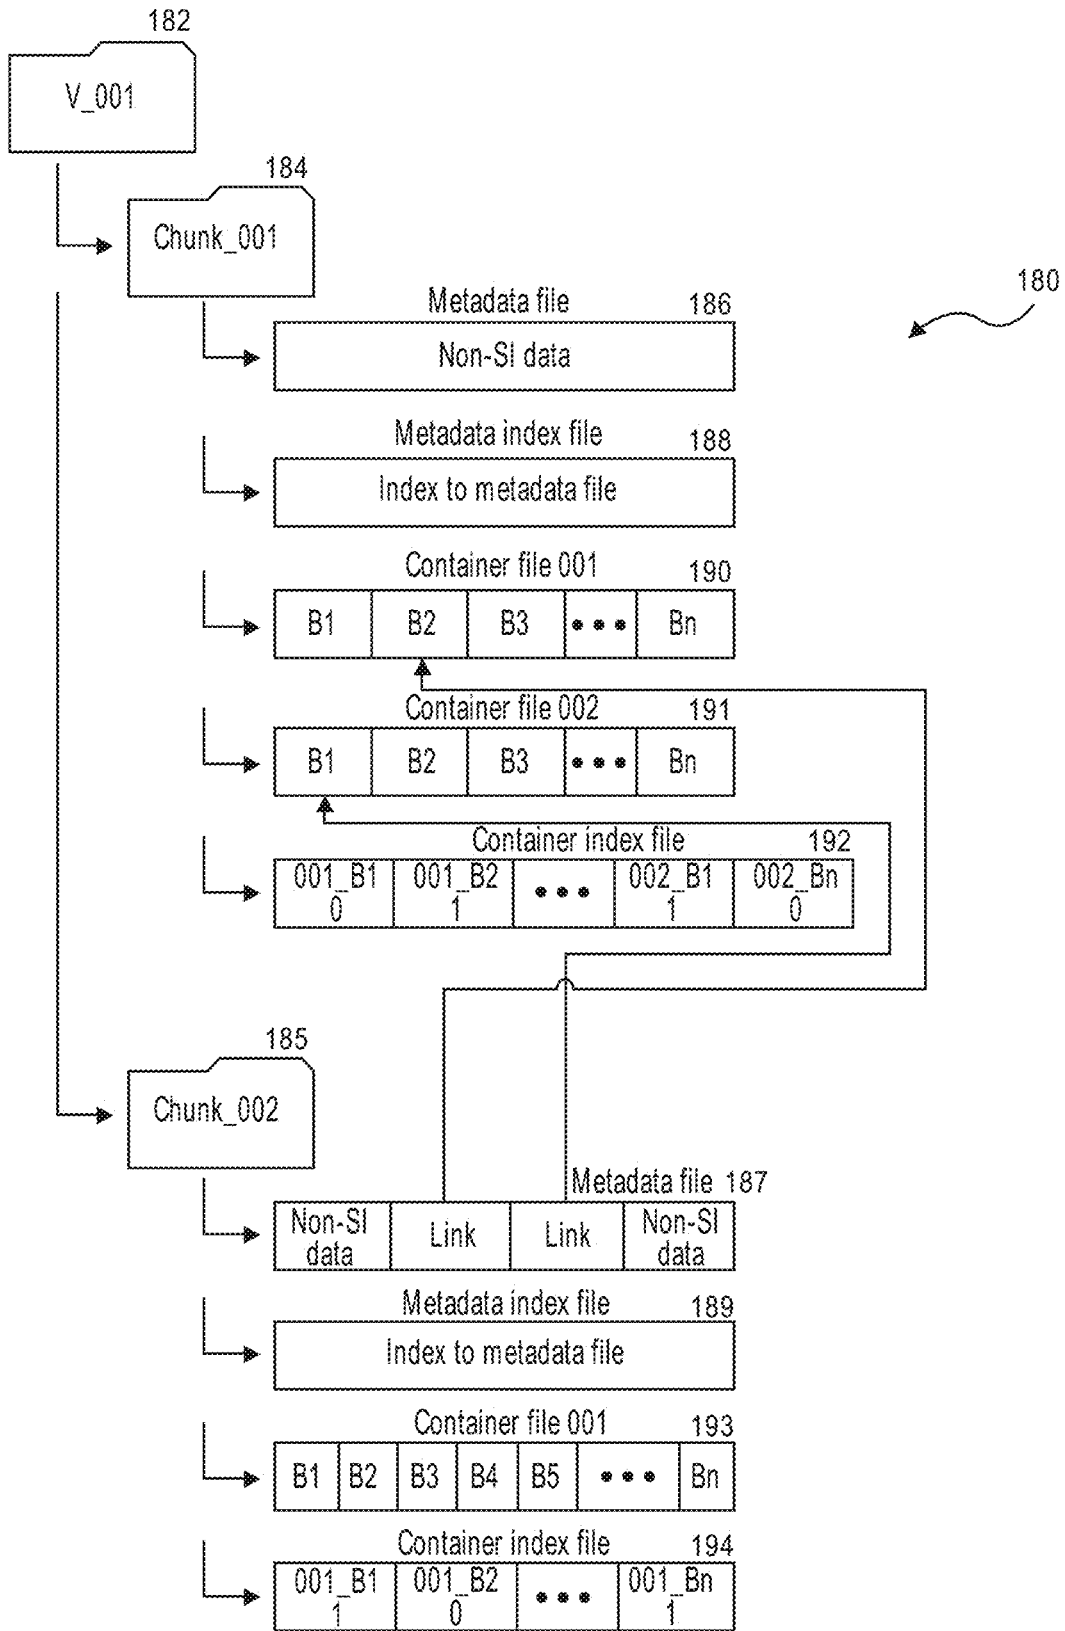 182
V_001
184
Chunk_001
180
Metadata file 186
Non-SI data
Metadata index file 188
Index to metadata file
Container file 001 190
B1 B2 B3 ••• Bn
Container file 002 191
B1 B2 B3 ••• Bn
Container index file 192
001_B1 001_B2 ••• 002_B1 002_Bn
0 1 1 0
185
Chunk_002
Metadata file 187
Non-SI Link Link Non-SI
data data
Metadata index file 189
Index to metadata file
Container file 001 193
B1 B2 B3 B4 B5 ••• Bn
Container index file 194
001_B1 001_B2 ••• 001_Bn
1 0 1